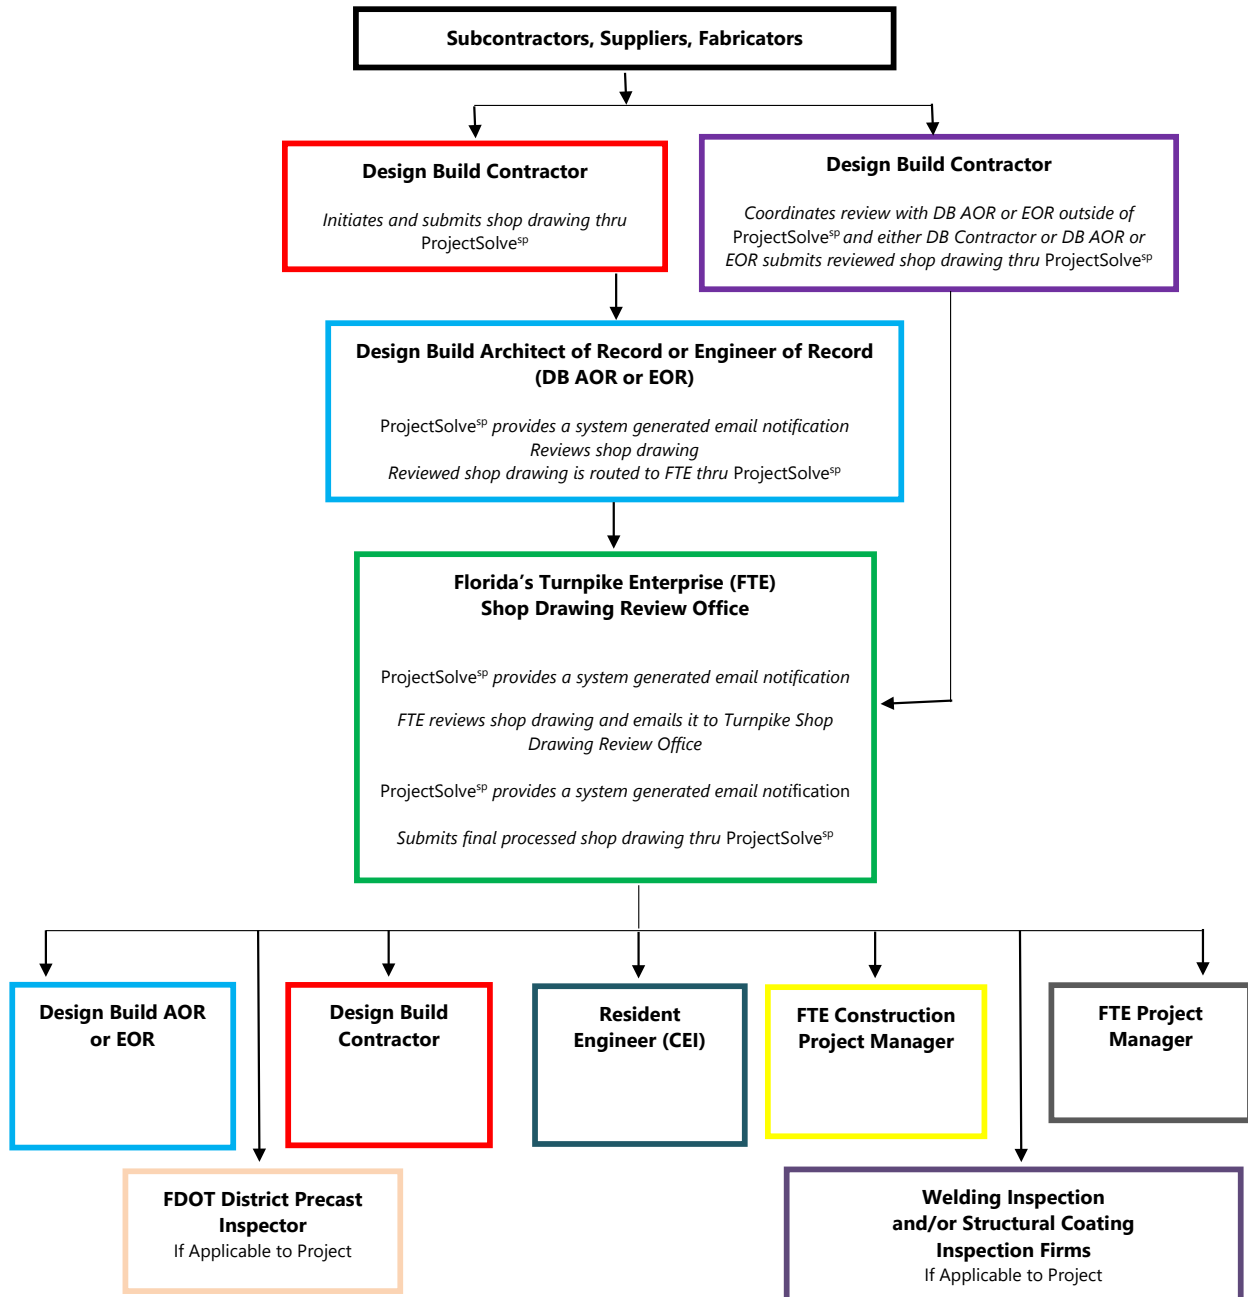 Subcontractors, Suppliers, Fabricators
Design Build Contractor
Initiates and submits shop drawing thru
ProjectSolveˢᵖ
Design Build Contractor
Coordinates review with DB AOR or EOR outside of
ProjectSolveˢᵖ and either DB Contractor or DB AOR or
EOR submits reviewed shop drawing thru ProjectSolveˢᵖ
Design Build Architect of Record or Engineer of Record
(DB AOR or EOR)
ProjectSolveˢᵖ provides a system generated email notification
Reviews shop drawing
Reviewed shop drawing is routed to FTE thru ProjectSolveˢᵖ
Florida’s Turnpike Enterprise (FTE)
Shop Drawing Review Office
ProjectSolveˢᵖ provides a system generated email notification
FTE reviews shop drawing and emails it to Turnpike Shop
Drawing Review Office
ProjectSolveˢᵖ provides a system generated email notification
Submits final processed shop drawing thru ProjectSolveˢᵖ
Design Build AOR
or EOR
Design Build
Contractor
Resident
Engineer (CEI)
FTE Construction
Project Manager
FTE Project
Manager
FDOT District Precast
Inspector
If Applicable to Project
Welding Inspection
and/or Structural Coating
Inspection Firms
If Applicable to Project